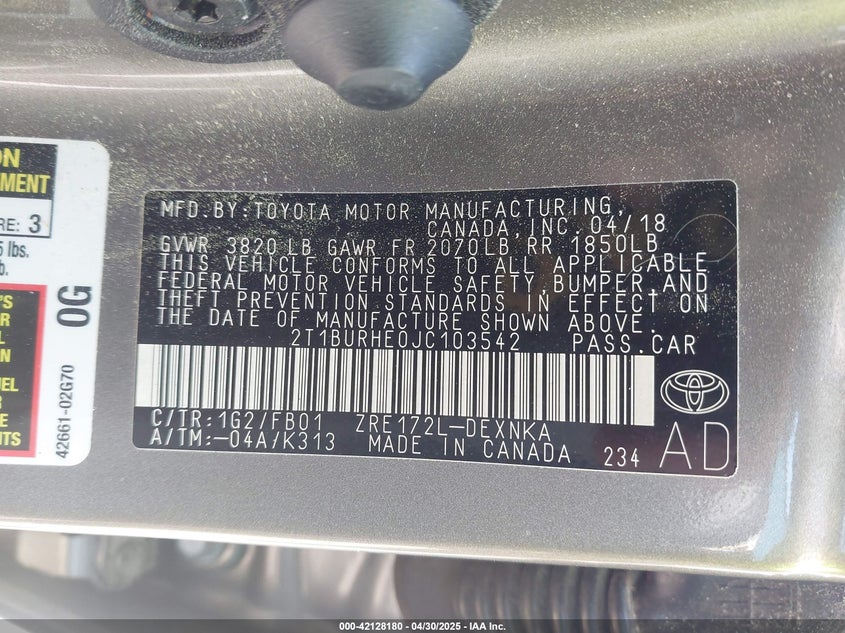 ON
MENT
RE: 3
5 lbs.
b.
'S
R
L
UEL
E
NTS
0G
42661-02G70
MFD.BY:TOYOTA MOTOR MANUFACTURING,
CANADA,INC. 04/18
GVWR 3820 LB GAWR FR 2070LB RR 1850LB
THIS VEHICLE CONFORMS TO ALL APPLICABLE
FEDERAL MOTOR VEHICLE SAFETY,BUMPER,AND
THEFT PREVENTION STANDARDS IN EFFECT ON
THE DATE OF MANUFACTURE SHOWN ABOVE.
2T1BURHE0JC103542 PASS.CAR
C/TR:1G2/FB01 ZRE172L-DEXNKA
A/TM:-04A/K313 MADE IN CANADA 234
AD
000-42128180 - 04/30/2025 - IAA Inc.